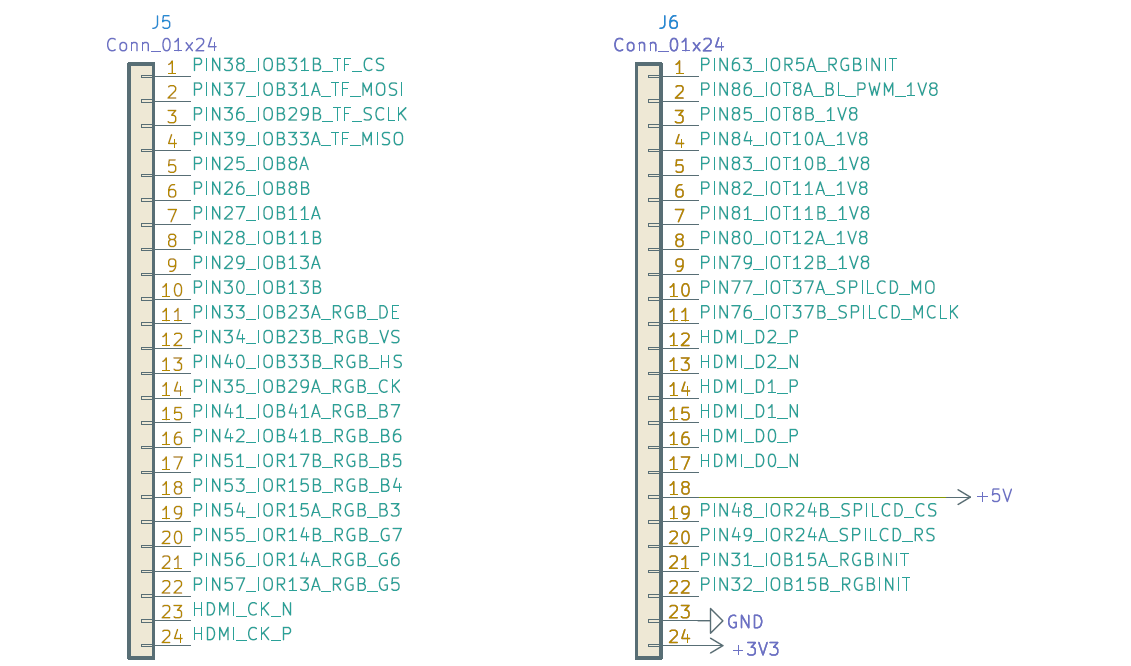 J5
Conn_01x24
1 PIN38_IOB31B_TF_CS
2 PIN37_IOB31A_TF_MOSI
3 PIN36_IOB29B_TF_SCLK
4 PIN39_IOB33A_TF_MISO
5 PIN25_IOB8A
6 PIN26_IOB8B
7 PIN27_IOB11A
8 PIN28_IOB11B
9 PIN29_IOB13A
10 PIN30_IOB13B
11 PIN33_IOB23A_RGB_DE
12 PIN34_IOB23B_RGB_VS
13 PIN40_IOB33B_RGB_HS
14 PIN35_IOB29A_RGB_CK
15 PIN41_IOB41A_RGB_B7
16 PIN42_IOB41B_RGB_B6
17 PIN51_IOR17B_RGB_B5
18 PIN53_IOR15B_RGB_B4
19 PIN54_IOR15A_RGB_B3
20 PIN55_IOR14B_RGB_G7
21 PIN56_IOR14A_RGB_G6
22 PIN57_IOR13A_RGB_G5
23 HDMI_CK_N
24 HDMI_CK_P
J6
Conn_01x24
1 PIN63_IOR5A_RGBINIT
2 PIN86_IOT8A_BL_PWM_1V8
3 PIN85_IOT8B_1V8
4 PIN84_IOT10A_1V8
5 PIN83_IOT10B_1V8
6 PIN82_IOT11A_1V8
7 PIN81_IOT11B_1V8
8 PIN80_IOT12A_1V8
9 PIN79_IOT12B_1V8
10 PIN77_IOT37A_SPILCD_MO
11 PIN76_IOT37B_SPILCD_MCLK
12 HDMI_D2_P
13 HDMI_D2_N
14 HDMI_D1_P
15 HDMI_D1_N
16 HDMI_D0_P
17 HDMI_D0_N
18 +5V
19 PIN48_IOR24B_SPILCD_CS
20 PIN49_IOR24A_SPILCD_RS
21 PIN31_IOB15A_RGBINIT
22 PIN32_IOB15B_RGBINIT
23 GND
24 +3V3